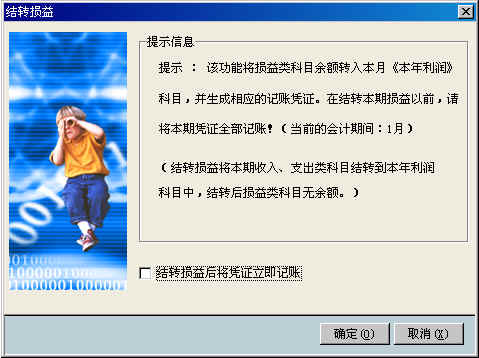 结转损益
提示信息
提示 ： 该功能将损益类科目余额转入本月《本年利润》
科目，并生成相应的记账凭证。在结转本期损益以前，请
将本期凭证全部记账！（当前的会计期间：1月）
（结转损益将本期收入、支出类科目结转到本年利润
科目中，结转后损益类科目无余额。）
001000
1000001000
01000001000001
结转损益后将凭证立即记账
确定(O) 取消(X)